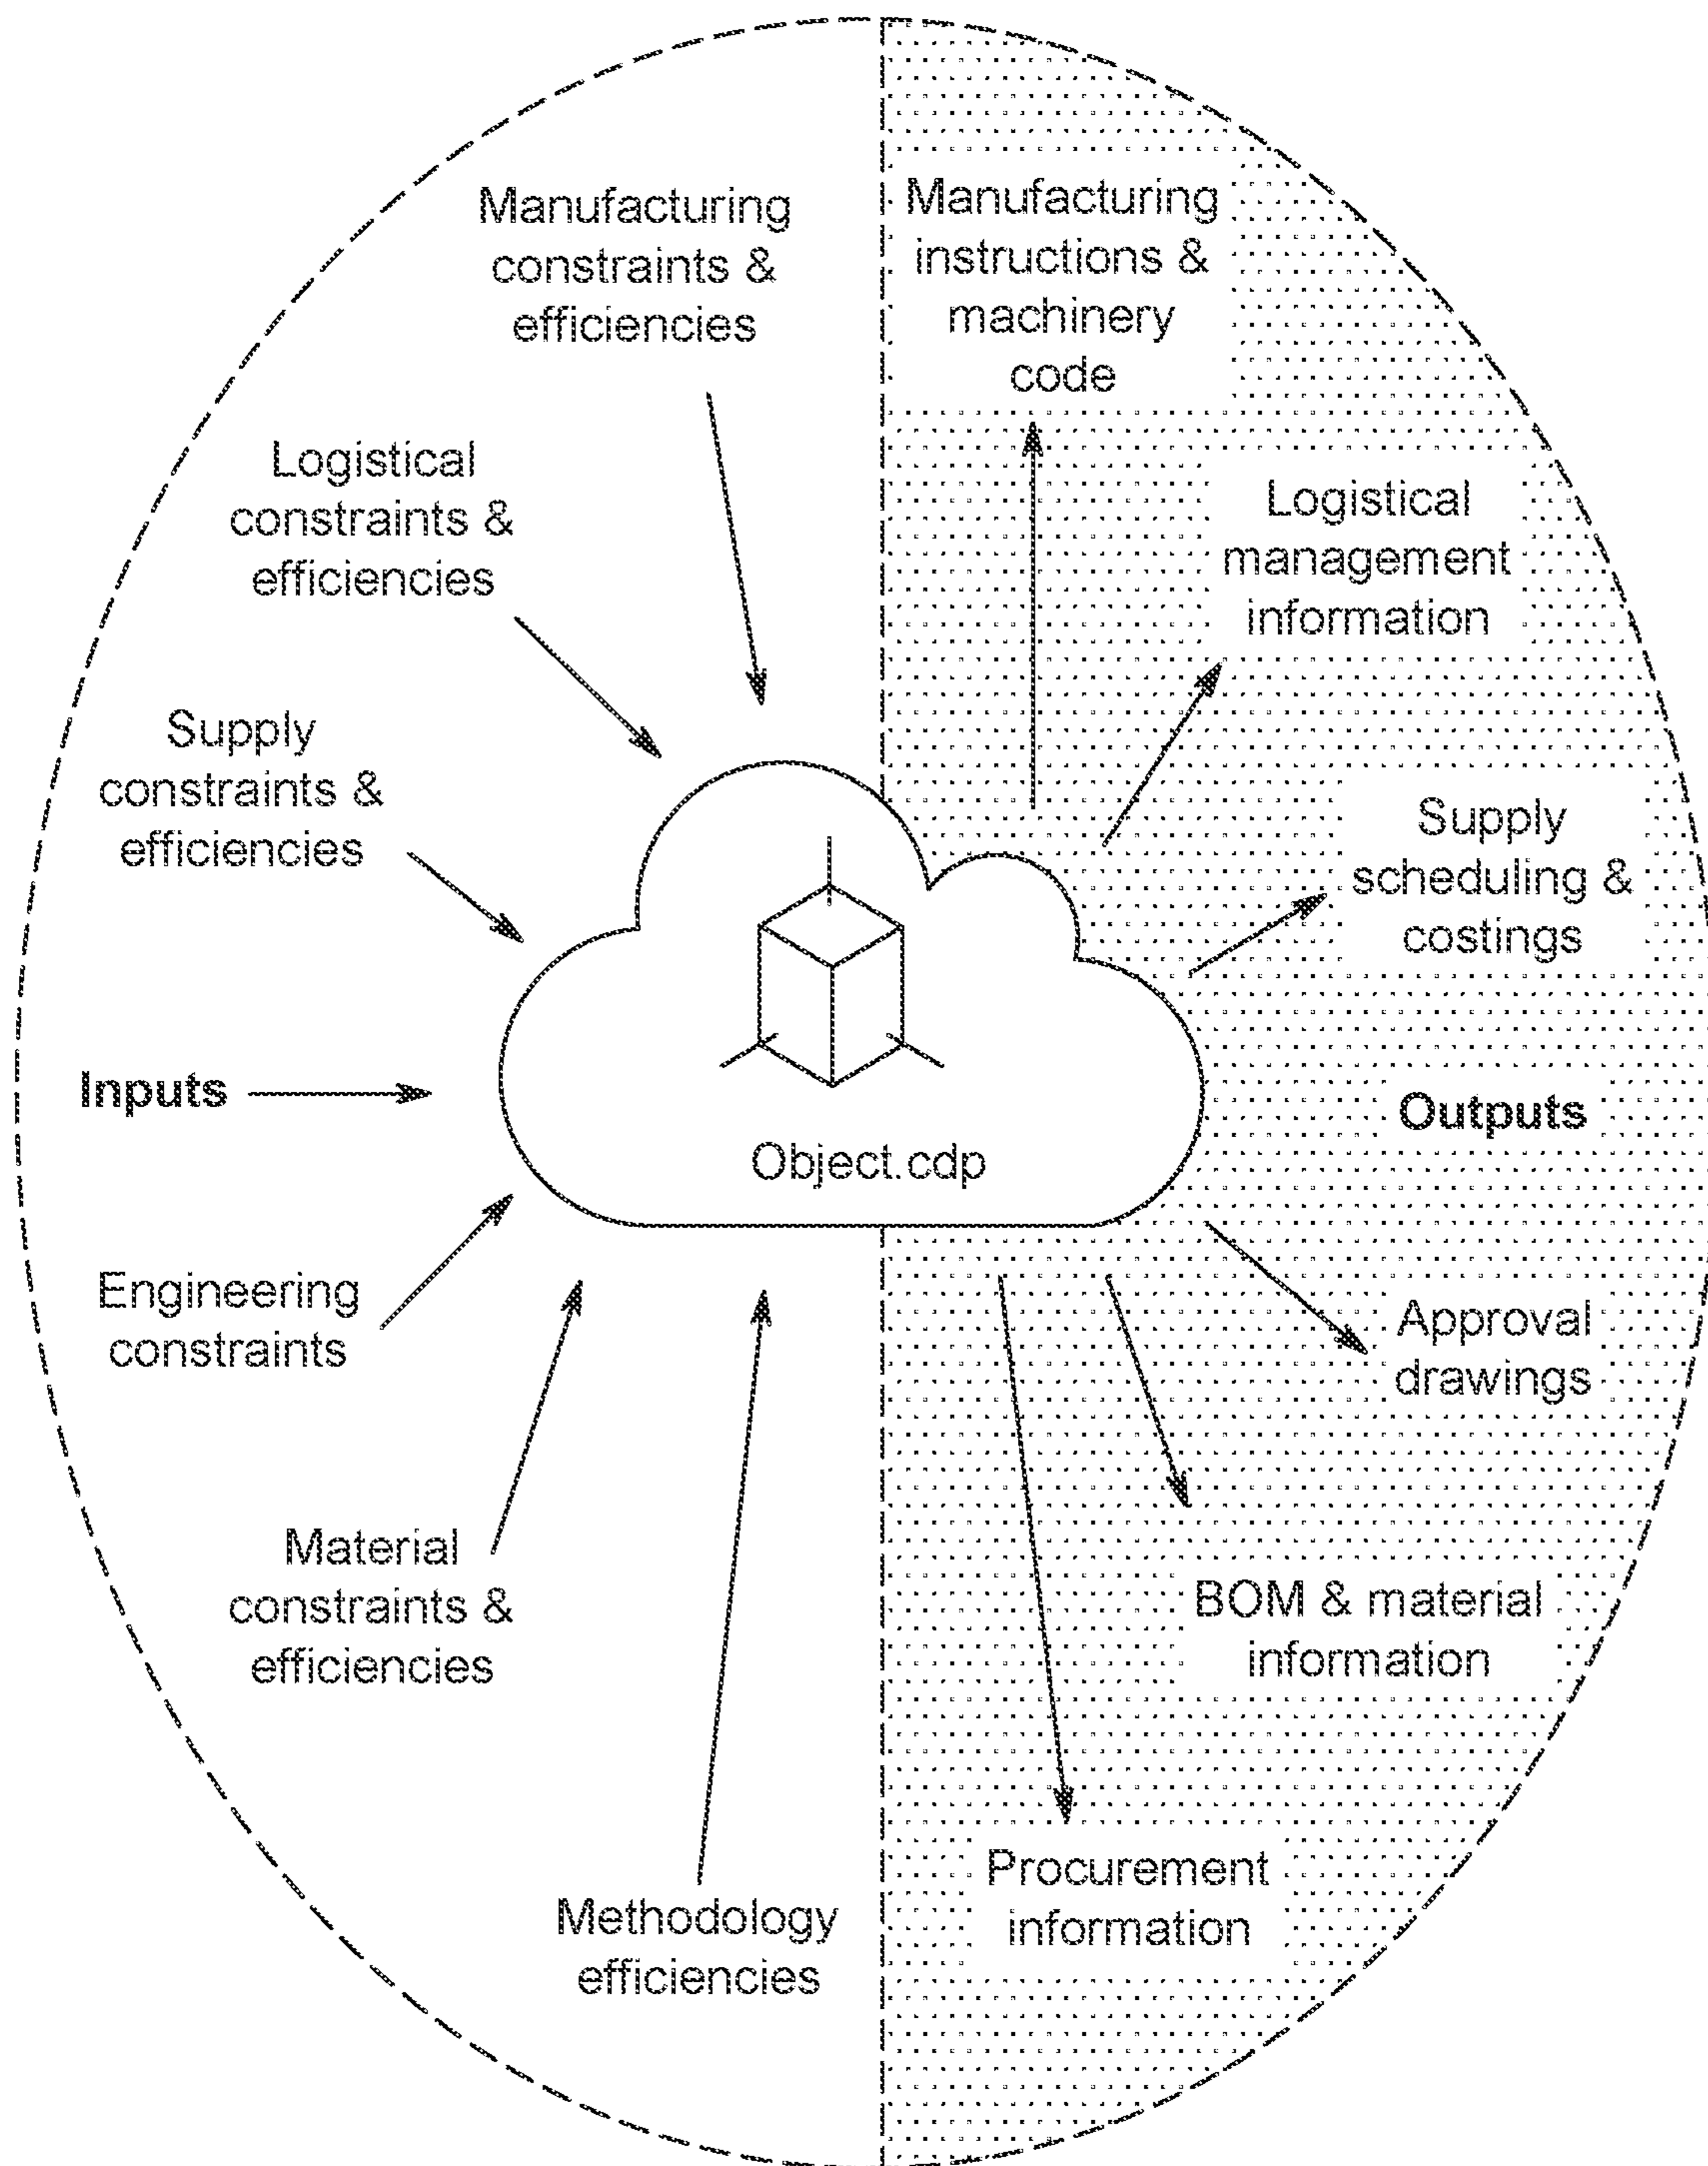 Manufacturing
constraints &
efficiencies
Logistical
constraints &
efficiencies
Supply
constraints &
efficiencies
Inputs
Engineering
constraints
Material
constraints &
efficiencies
Methodology
efficiencies
Object.cdp
Manufacturing
instructions &
machinery
code
Logistical
management
information
Supply
scheduling &
costings
Outputs
Approval
drawings
BOM & material
information
Procurement
information